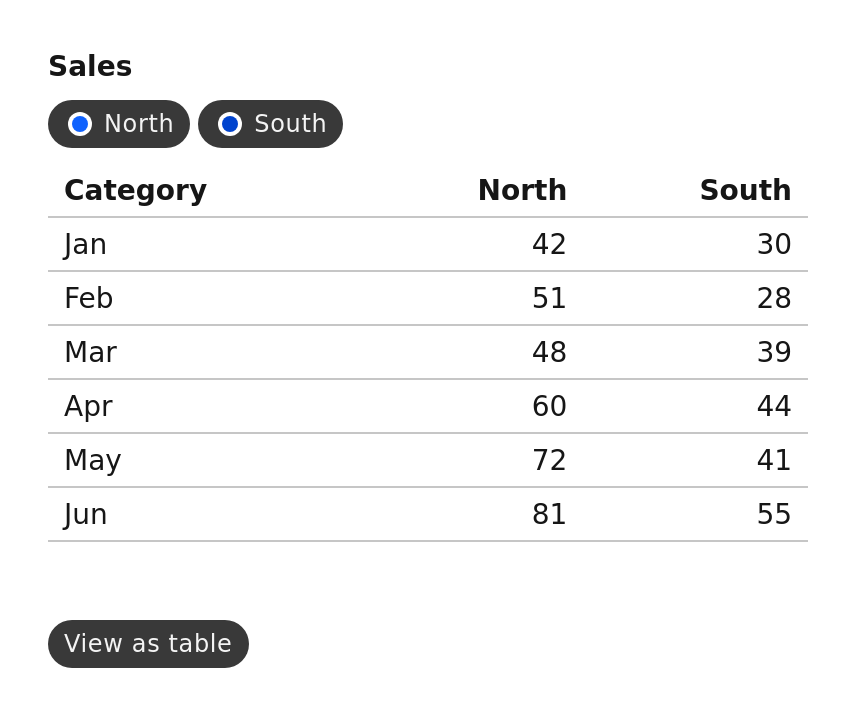 Sales
North South
Category North South
Jan 42 30
Feb 51 28
Mar 48 39
Apr 60 44
May 72 41
Jun 81 55
View as table